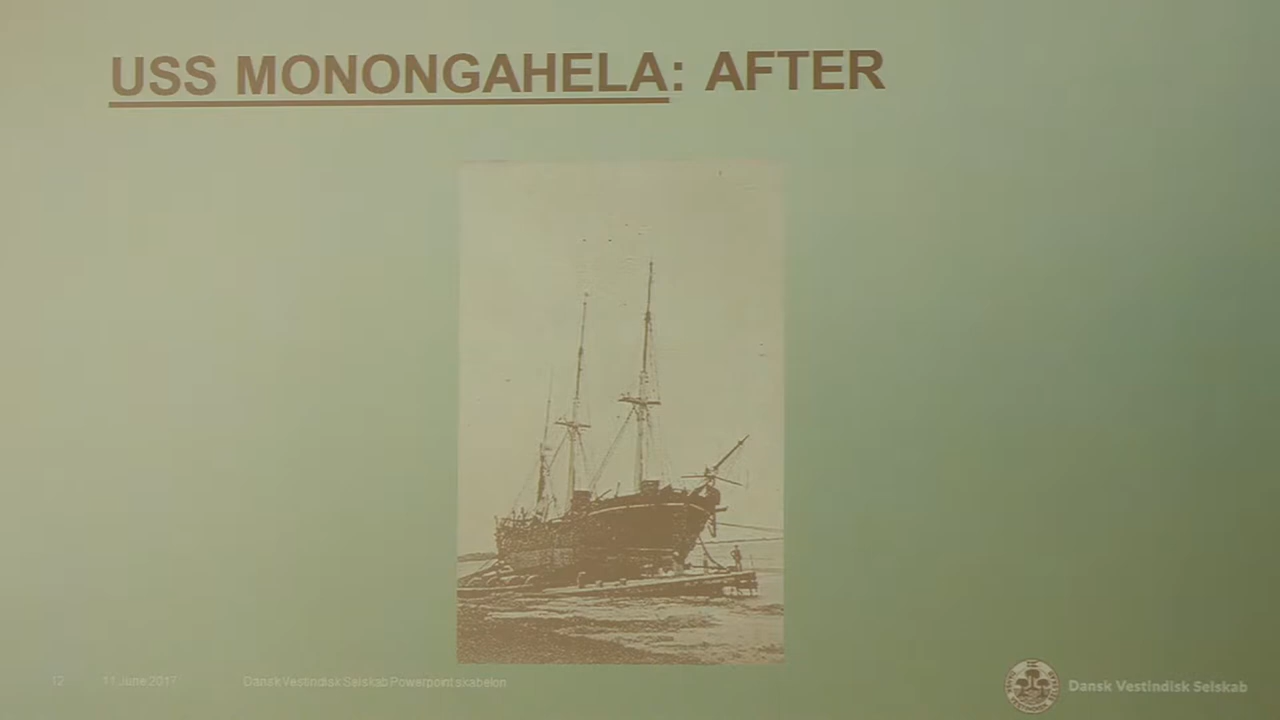 USS MONONGAHELA: AFTER
12 11 June 2017 Dansk Vestindisk Selskab Powerpoint skabelon
Dansk Vestindisk Selskab